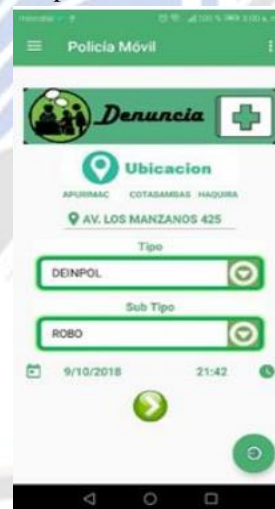 Policía Móvil
Denuncia
Ubicacion
APURIMAC COTABAMBAS HAQUIRA
AV. LOS MANZANOS 425
Tipo
DEINPOL
Sub Tipo
ROBO
9/10/2018 21:42